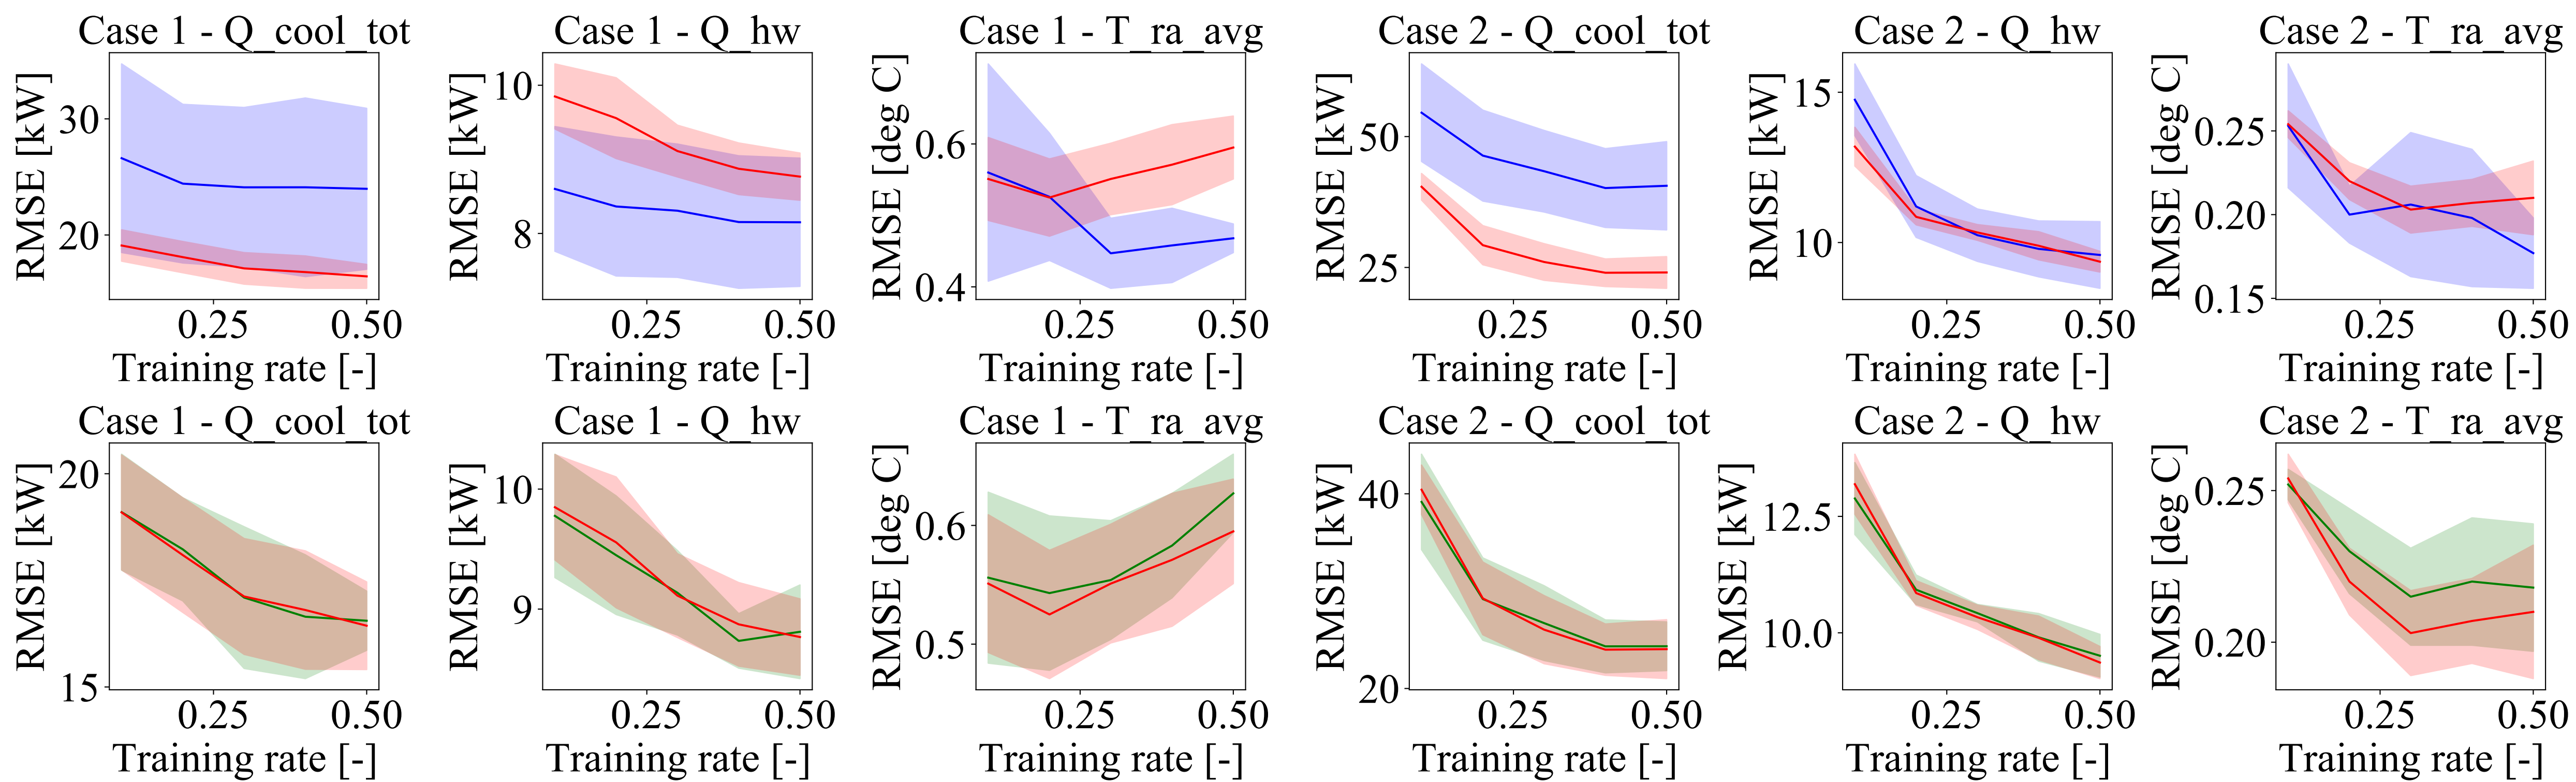 Case 1 - Q_cool_tot
RMSE [kW]
30
20
0.25 0.50
Training rate [-]
Case 1 - Q_hw
RMSE [kW]
10
8
0.25 0.50
Training rate [-]
Case 1 - T_ra_avg
RMSE [deg C]
0.6
0.4
0.25 0.50
Training rate [-]
Case 2 - Q_cool_tot
RMSE [kW]
50
25
0.25 0.50
Training rate [-]
Case 2 - Q_hw
RMSE [kW]
15
10
0.25 0.50
Training rate [-]
Case 2 - T_ra_avg
RMSE [deg C]
0.25
0.20
0.15
0.25 0.50
Training rate [-]
Case 1 - Q_cool_tot
RMSE [kW]
20
15
0.25 0.50
Training rate [-]
Case 1 - Q_hw
RMSE [kW]
10
9
0.25 0.50
Training rate [-]
Case 1 - T_ra_avg
RMSE [deg C]
0.6
0.5
0.25 0.50
Training rate [-]
Case 2 - Q_cool_tot
RMSE [kW]
40
20
0.25 0.50
Training rate [-]
Case 2 - Q_hw
RMSE [kW]
12.5
10.0
0.25 0.50
Training rate [-]
Case 2 - T_ra_avg
RMSE [deg C]
0.25
0.20
0.25 0.50
Training rate [-]